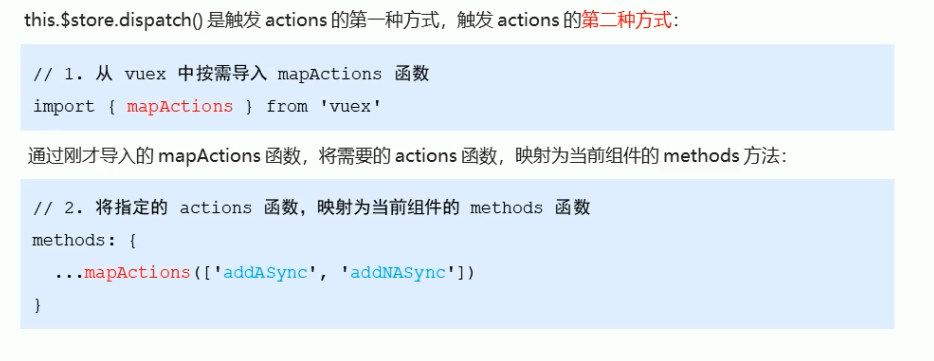 this.$store.dispatch() 是触发 actions 的第一种方式，触发 actions 的第二种方式：
// 1. 从 vuex 中按需导入 mapActions 函数
import { mapActions } from 'vuex'
通过刚才导入的 mapActions 函数，将需要的 actions 函数，映射为当前组件的 methods 方法：
// 2. 将指定的 actions 函数，映射为当前组件的 methods 函数
methods: {
  ...mapActions(['addASync', 'addNASync'])
}